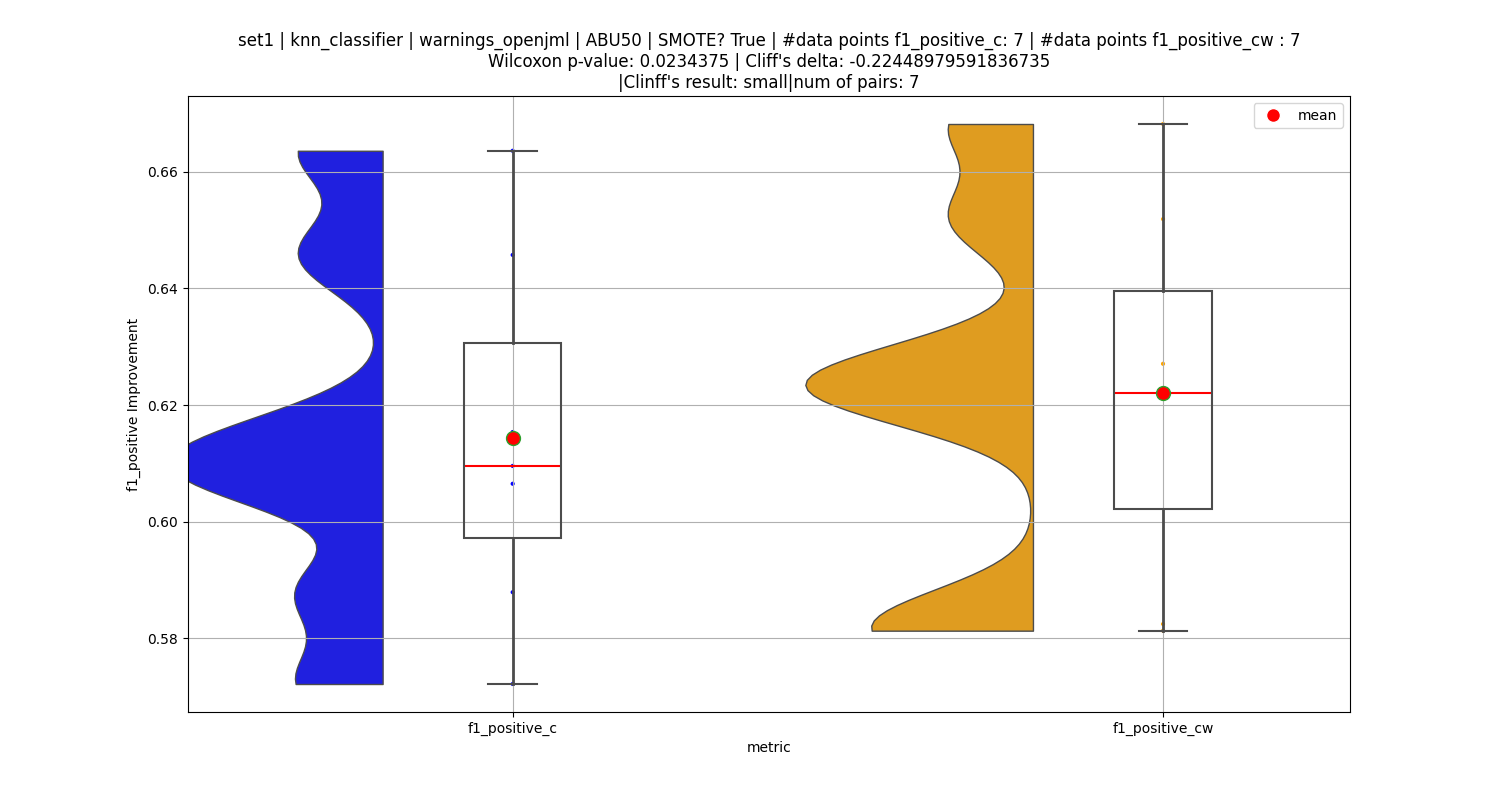 set1 | knn_classifier | warnings_openjml | ABU50 | SMOTE? True | #data points f1_positive_c: 7 | #data points f1_positive_cw : 7
Wilcoxon p-value: 0.0234375 | Cliff's delta: -0.22448979591836735
|Clinff's result: small|num of pairs: 7
mean
0.66
0.64
0.62
0.60
0.58
f1_positive Improvement
f1_positive_c
f1_positive_cw
metric